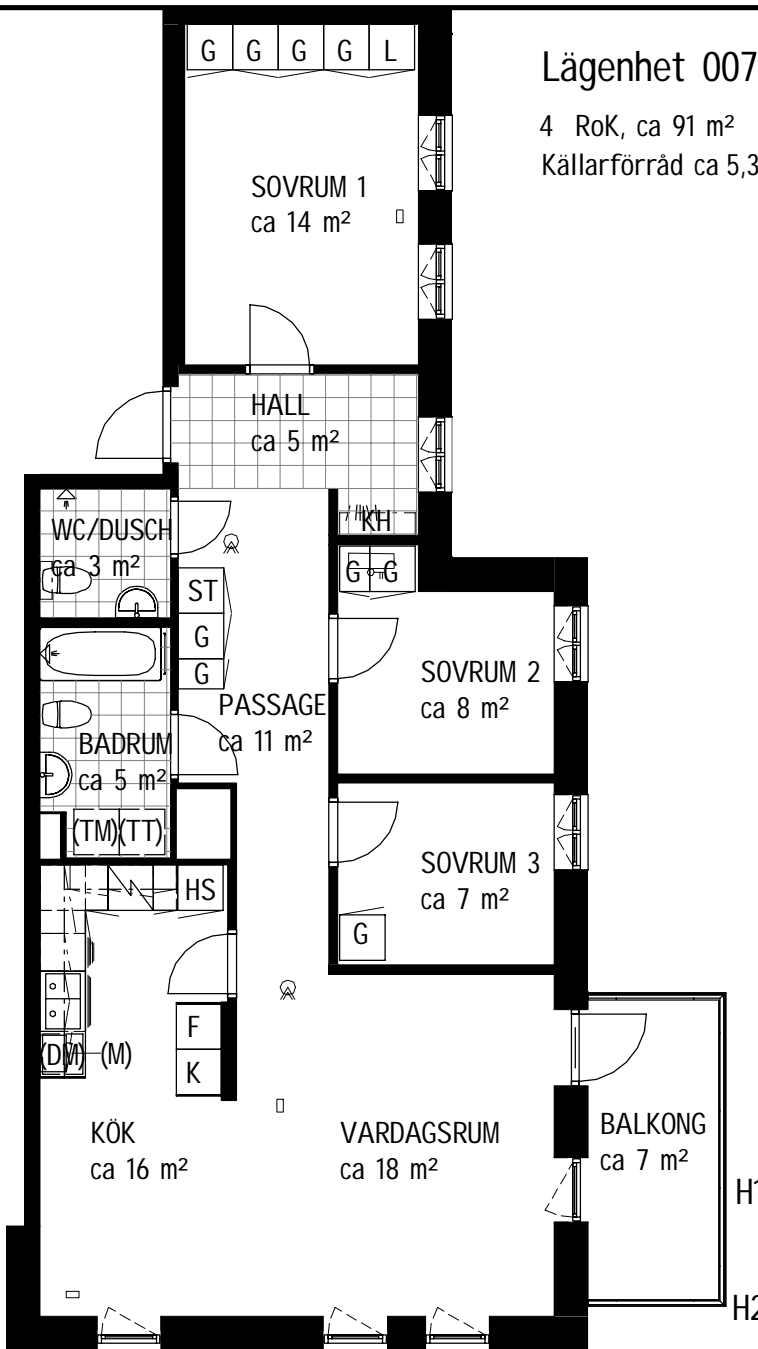 Lägenhet 007
4 RoK, ca 91 m²
Källarförråd ca 5,3
G G G G L
SOVRUM 1
ca 14 m²
HALL
ca 5 m²
KH
WC/DUSCH
ca 3 m²
G G
ST
G
G
SOVRUM 2
ca 8 m²
PASSAGE
ca 11 m²
BADRUM
ca 5 m²
(TM) (TT)
SOVRUM 3
ca 7 m²
HS
G
F
K
(DM) (M)
KÖK
ca 16 m²
VARDAGSRUM
ca 18 m²
BALKONG
ca 7 m²
H1
H2